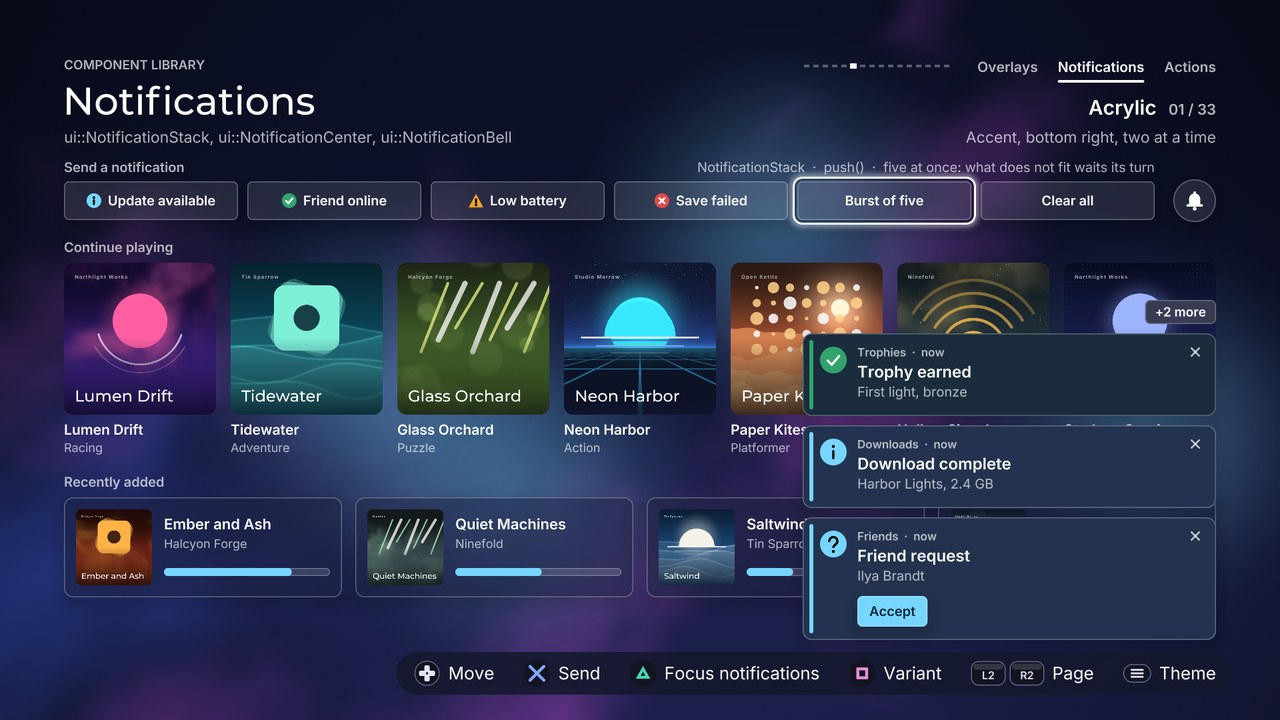 COMPONENT LIBRARY
Overlays Notifications Actions
Notifications
Acrylic 01 / 33
ui::NotificationStack, ui::NotificationCenter, ui::NotificationBell
Accent, bottom right, two at a time
Send a notification
NotificationStack · push() · five at once: what does not fit waits its turn
Update available
Friend online
Low battery
Save failed
Burst of five
Clear all
Continue playing
Northlight Works
Lumen Drift
Lumen Drift
Racing
Tin Sparrow
Tidewater
Tidewater
Adventure
Halcyon Forge
Glass Orchard
Glass Orchard
Puzzle
Studio Marrow
Neon Harbor
Neon Harbor
Action
Open Kettle
Paper K
Paper Kites
Platformer
Ninefold
Northlight Works
+2 more
Trophies · now
Trophy earned
First light, bronze
Downloads · now
Download complete
Harbor Lights, 2.4 GB
Friends · now
Friend request
Ilya Brandt
Accept
Recently added
Ember and Ash
Ember and Ash
Halcyon Forge
Quiet Machines
Quiet Machines
Ninefold
Saltwind
Saltwind
Tin Sparro
Move
Send
Focus notifications
Variant
L2 R2 Page
Theme